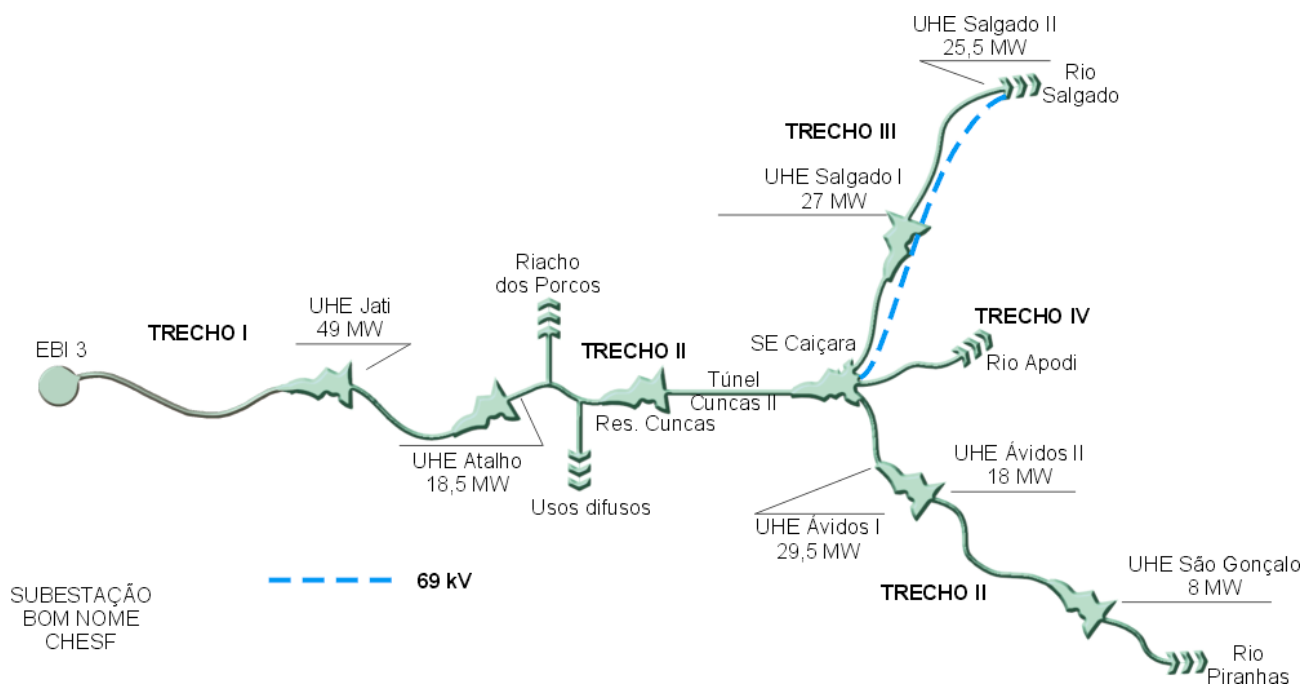 UHE Salgado II
25,5 MW
Rio
Salgado
TRECHO III
UHE Salgado I
27 MW
Riacho
dos Porcos
UHE Jati
49 MW
TRECHO I
EBI 3
TRECHO II
SE Caiçara
TRECHO IV
Rio Apodi
Túnel
Cuncas II
Res. Cuncas
UHE Atalho
18,5 MW
Usos difusos
UHE Ávidos II
18 MW
UHE Ávidos I
29,5 MW
UHE São Gonçalo
8 MW
TRECHO II
69 kV
SUBESTAÇÃO
BOM NOME
CHESF
Rio
Piranhas